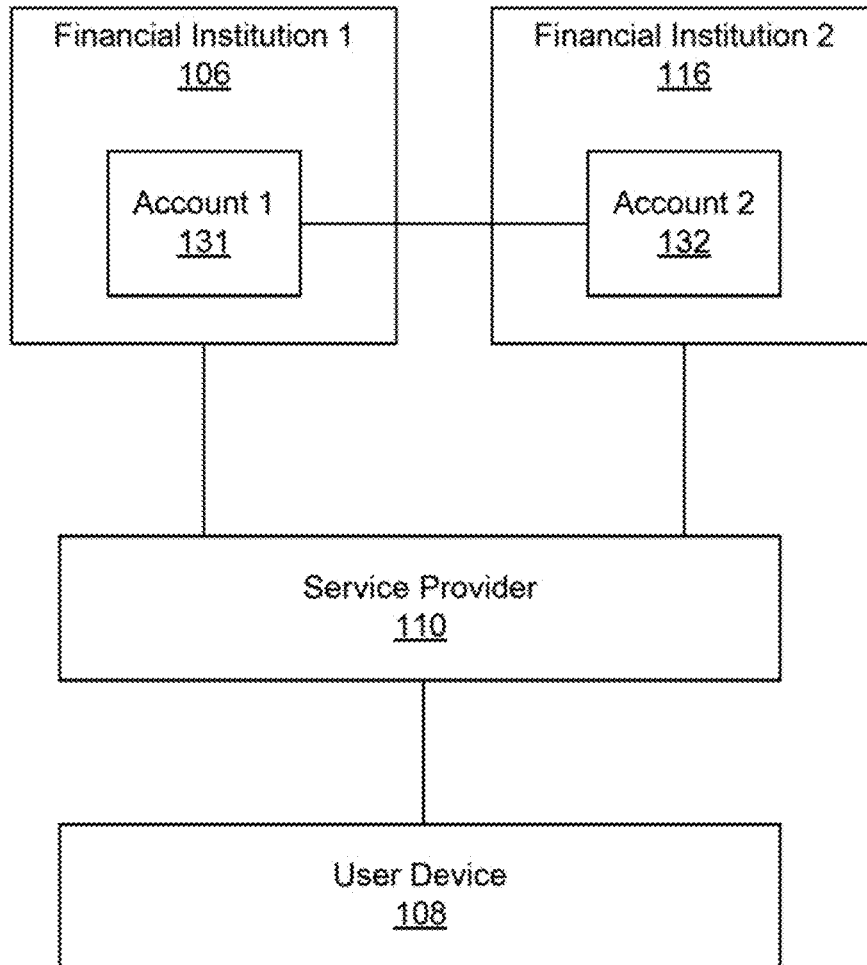 Financial Institution 1
106
Financial Institution 2
116
Account 1
131
Account 2
132
Service Provider
110
User Device
108